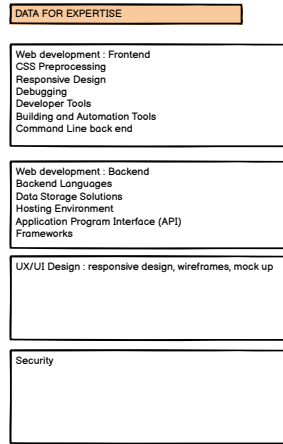 DATA FOR EXPERTISE
Web development : Frontend
CSS Preprocessing
Responsive Design
Debugging
Developer Tools
Building and Automation Tools
Command Line back end
Web development : Backend
Backend Languages
Data Storage Solutions
Hosting Environment
Application Program Interface (API)
Frameworks
UX/UI Design : responsive design, wireframes, mock up
Security